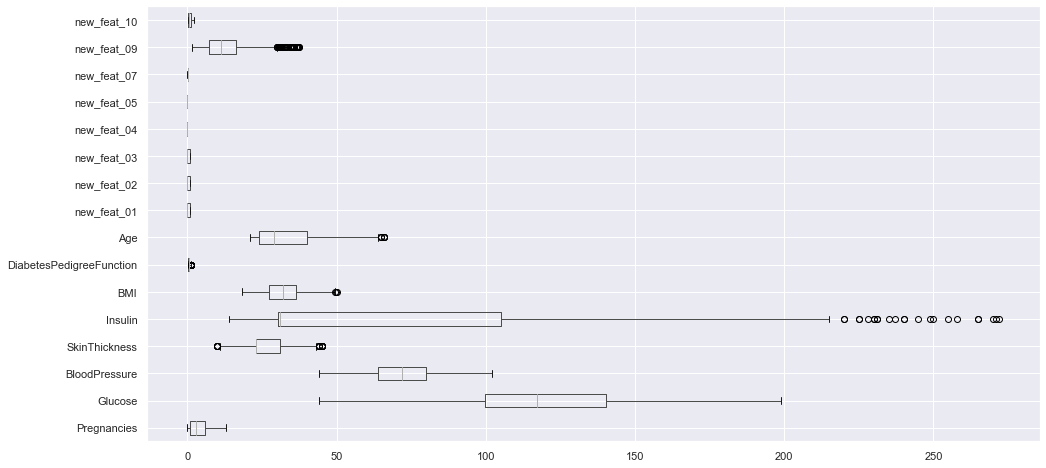 new_feat_10
new_feat_09
new_feat_07
new_feat_05
new_feat_04
new_feat_03
new_feat_02
new_feat_01
Age
DiabetesPedigreeFunction
BMI
Insulin
SkinThickness
BloodPressure
Glucose
Pregnancies
0 50 100 150 200 250